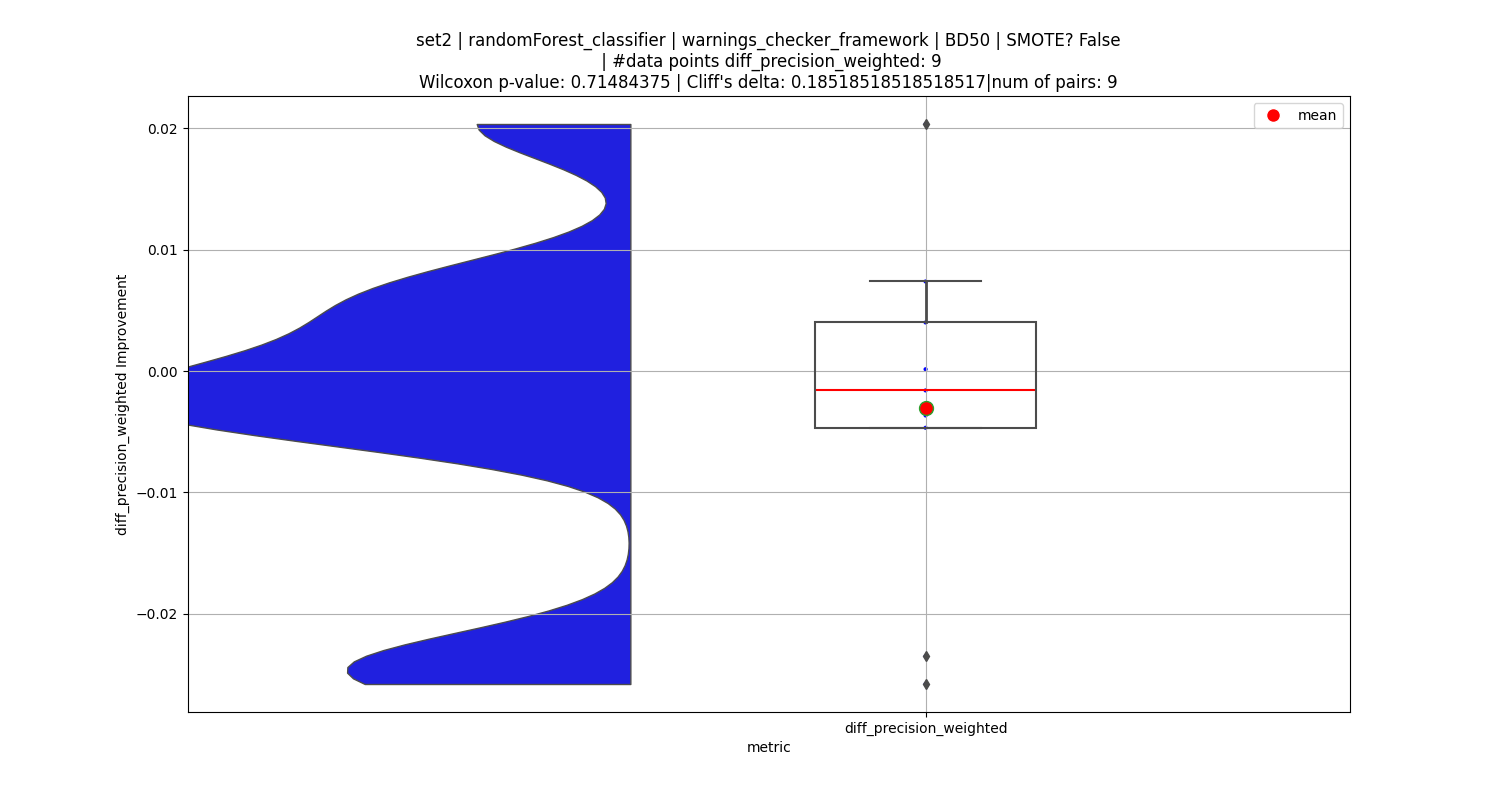 set2 | randomForest_classifier | warnings_checker_framework | BD50 | SMOTE? False
| #data points diff_precision_weighted: 9
Wilcoxon p-value: 0.71484375 | Cliff's delta: 0.18518518518518517|num of pairs: 9
mean
0.02
0.01
0.00
−0.01
−0.02
diff_precision_weighted Improvement
diff_precision_weighted
metric